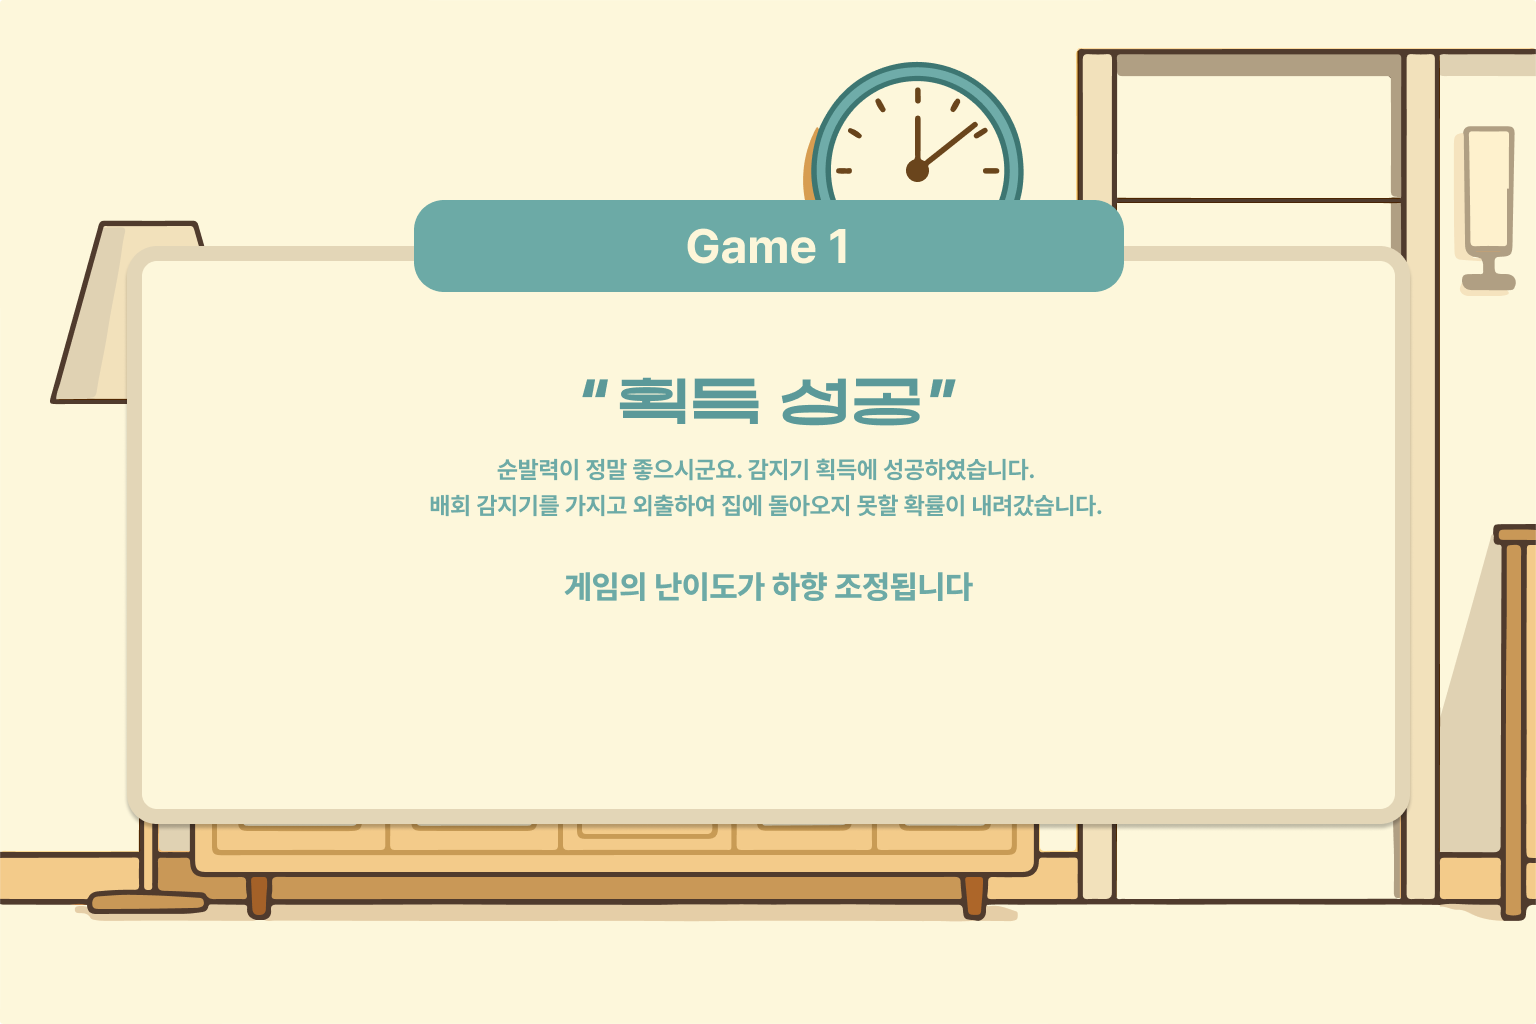 Game 1
“획득 성공”
순발력이 정말 좋으시군요. 감지기 획득에 성공하였습니다.
배회 감지기를 가지고 외출하여 집에 돌아오지 못할 확률이 내려갔습니다.
게임의 난이도가 하향 조정됩니다